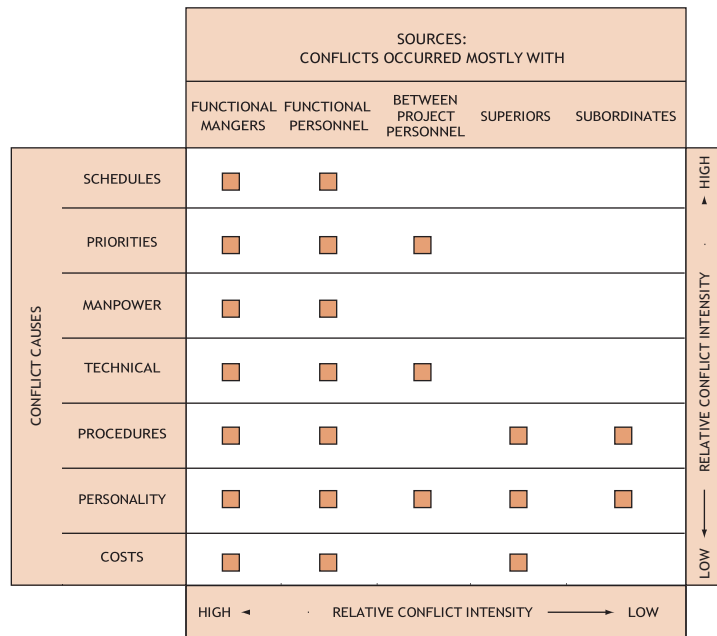 SOURCES:
CONFLICTS OCCURRED MOSTLY WITH
FUNCTIONAL
MANGERS
FUNCTIONAL
PERSONNEL
BETWEEN
PROJECT
PERSONNEL
SUPERIORS
SUBORDINATES
CONFLICT CAUSES
SCHEDULES
PRIORITIES
MANPOWER
TECHNICAL
PROCEDURES
PERSONALITY
COSTS
HIGH
RELATIVE CONFLICT INTENSITY
LOW
HIGH
RELATIVE CONFLICT INTENSITY
LOW